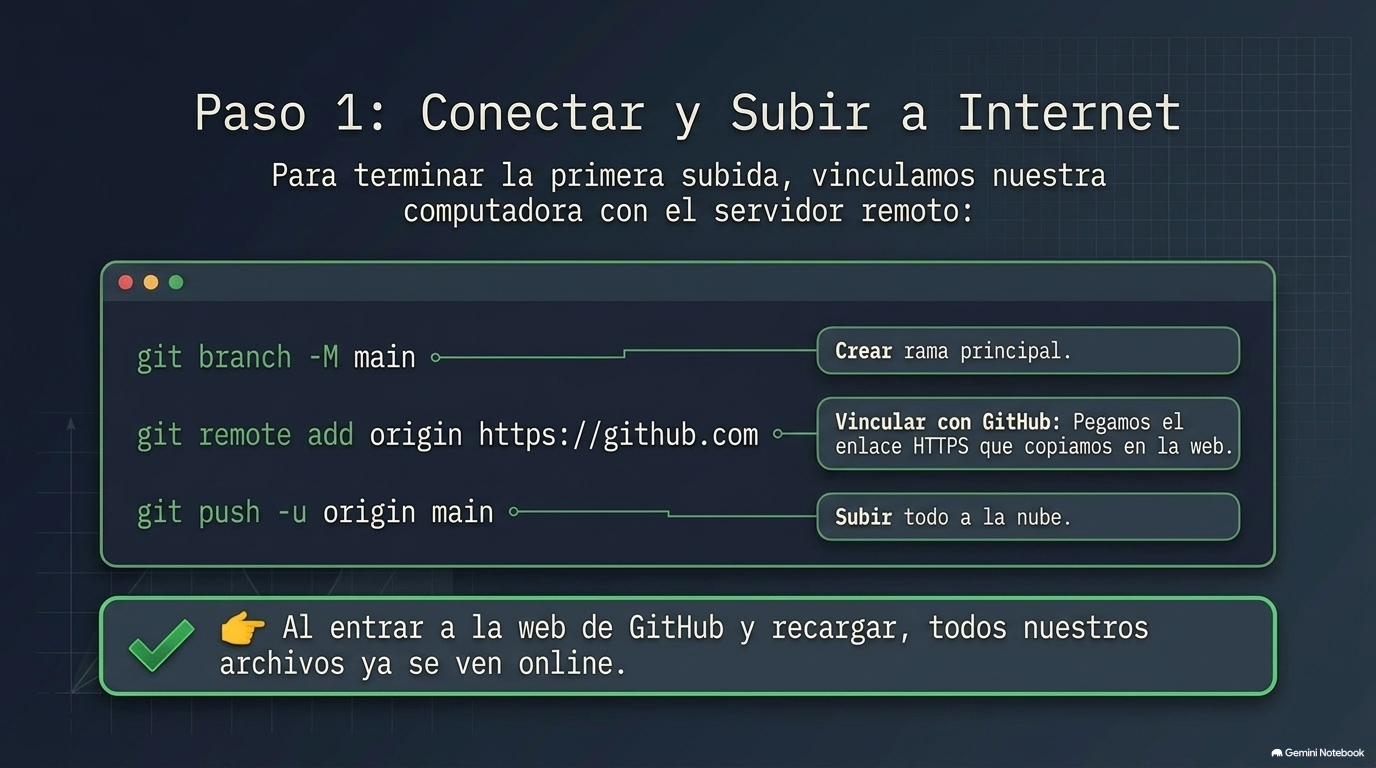 Paso 1: Conectar y Subir a Internet
Para terminar la primera subida, vinculamos nuestra
computadora con el servidor remoto:
git branch -M main
Crear rama principal.
git remote add origin https://github.com
Vincular con GitHub: Pegamos el
enlace HTTPS que copiamos en la web.
git push -u origin main
Subir todo a la nube.
👉 Al entrar a la web de GitHub y recargar, todos nuestros
archivos ya se ven online.
Gemini Notebook